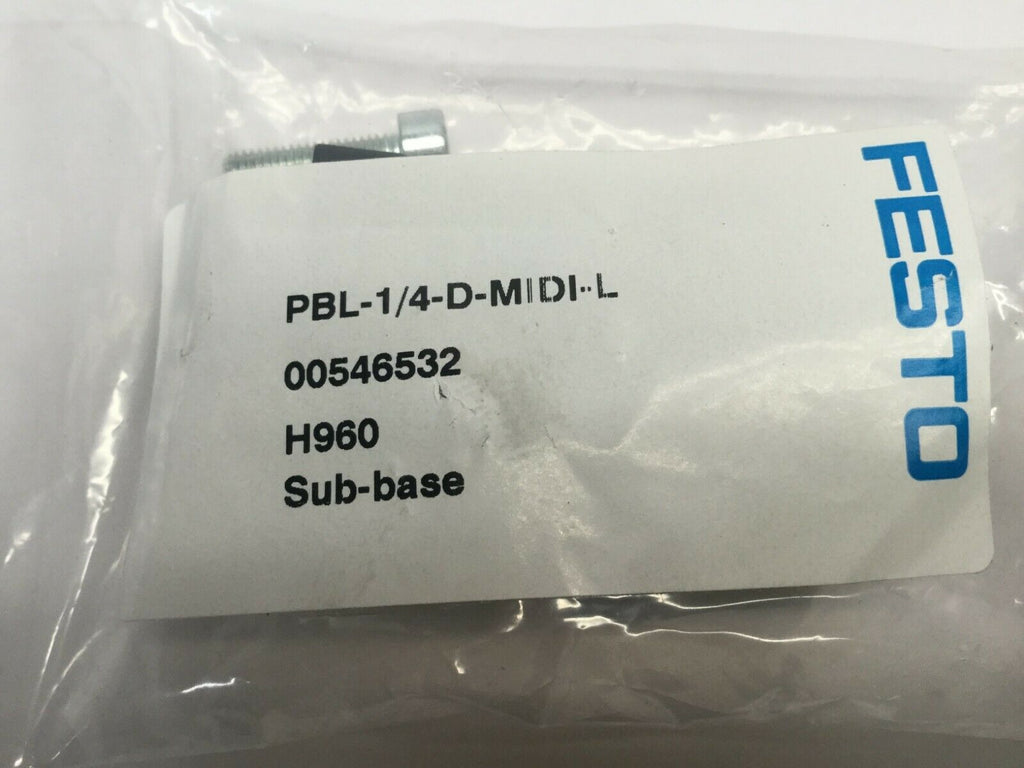 PBL-1/4-D-MIDI-L
00546532
H960
Sub-base
FESTO